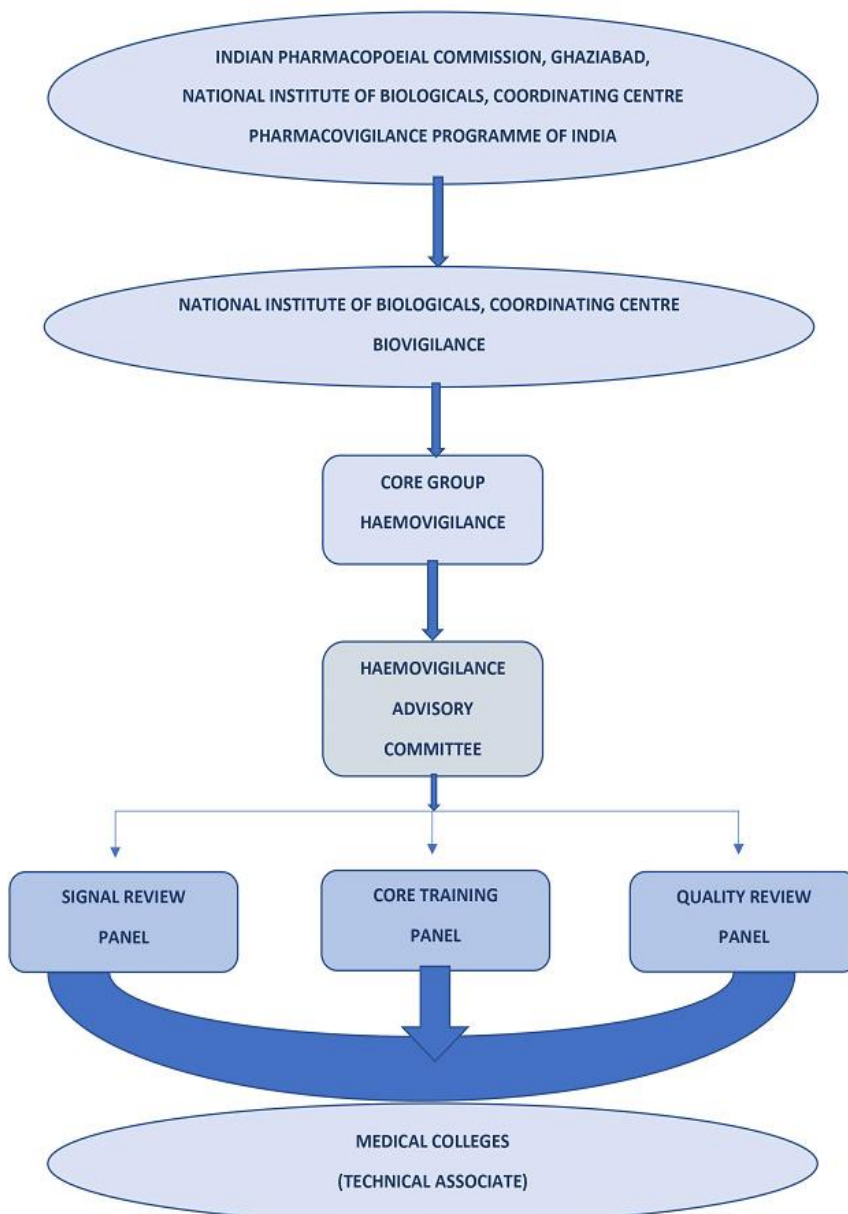 INDIAN PHARMACOPOEIAL COMMISSION, GHAZIABAD,
NATIONAL INSTITUTE OF BIOLOGICALS, COORDINATING CENTRE
PHARMACOVIGILANCE PROGRAMME OF INDIA
NATIONAL INSTITUTE OF BIOLOGICALS, COORDINATING CENTRE
BIOVIGILANCE
CORE GROUP
HAEMOVIGILANCE
HAEMOVIGILANCE
ADVISORY
COMMITTEE
SIGNAL REVIEW
PANEL
CORE TRAINING
PANEL
QUALITY REVIEW
PANEL
MEDICAL COLLEGES
(TECHNICAL ASSOCIATE)